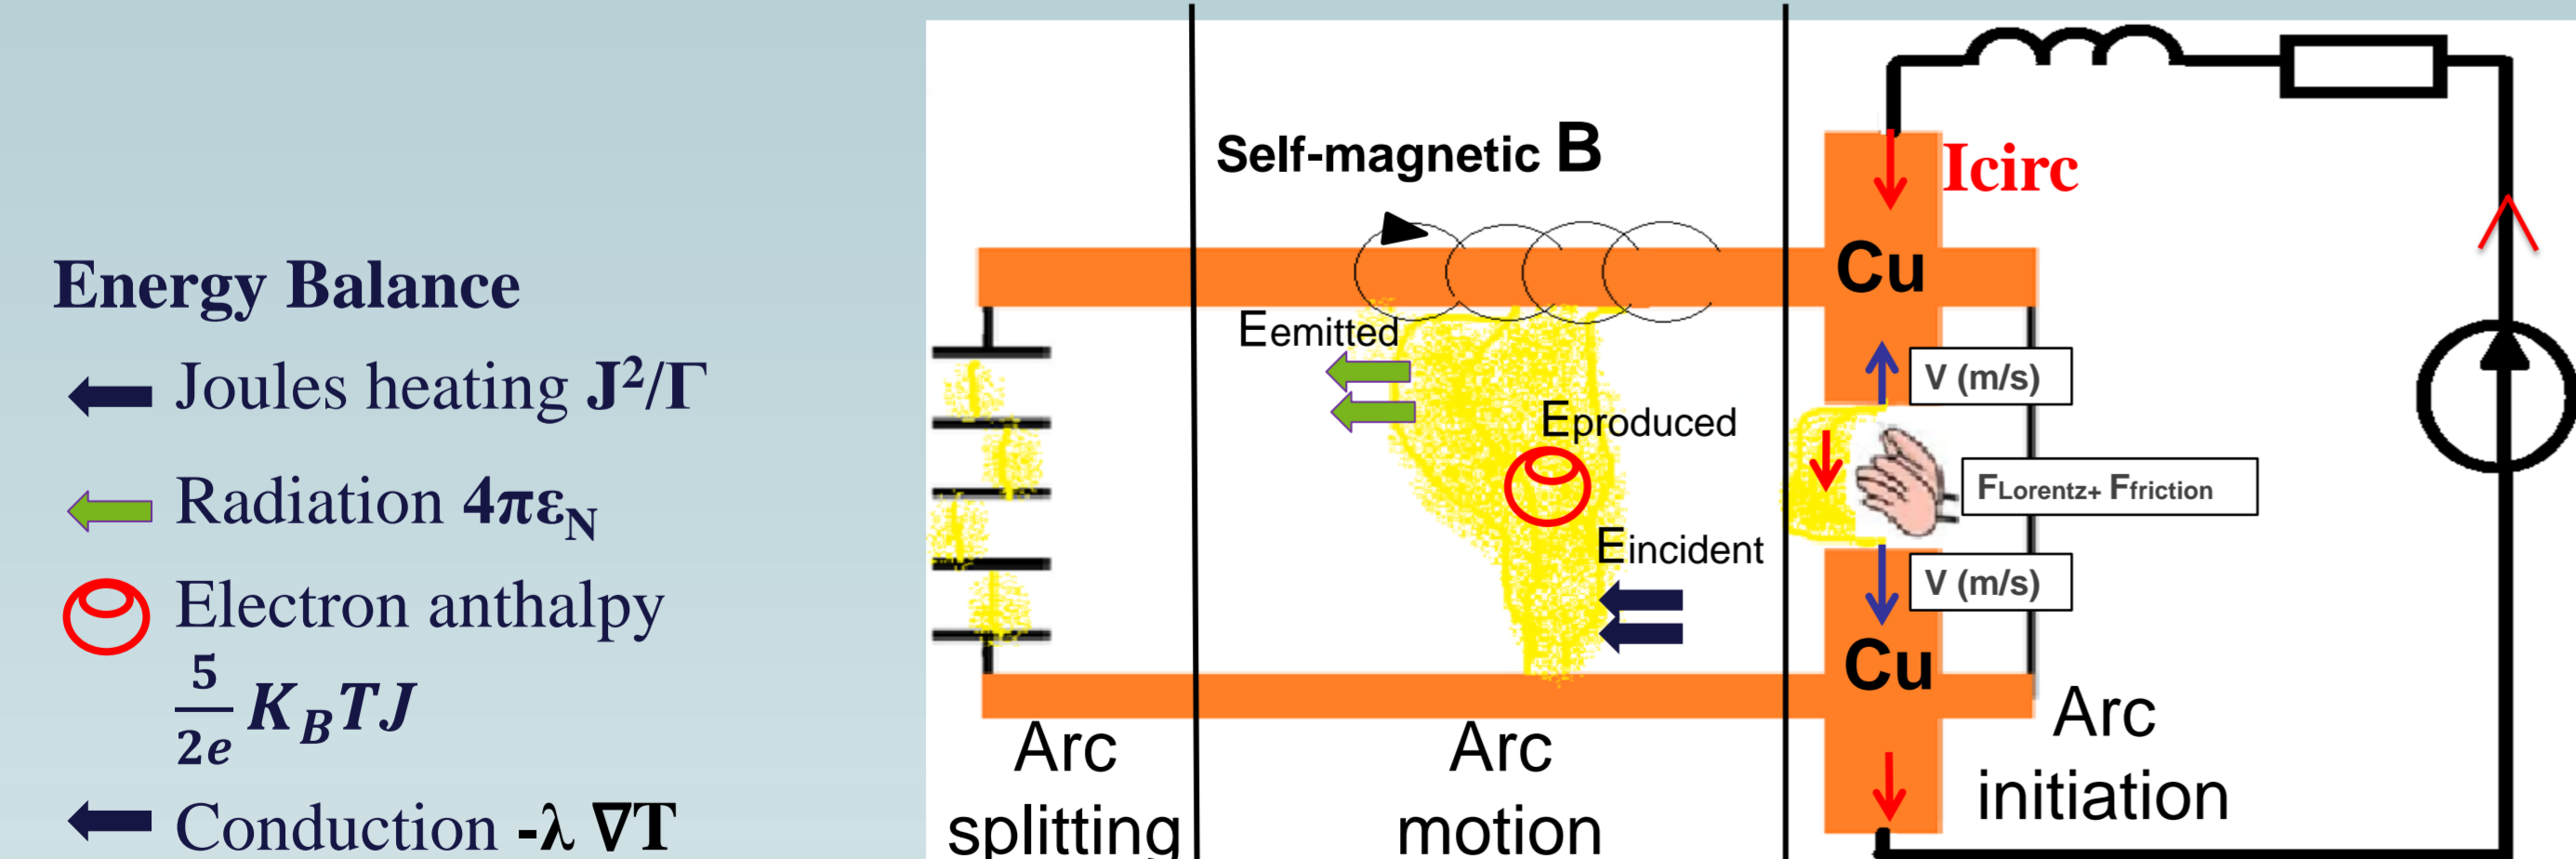 Energy Balance
Joules heating J²/Γ
Radiation 4πε_N
Electron anthalpy
5/2e K_B T J
Conduction -λ ∇T
Self-magnetic B
Icirc
Cu
Eemitted
V (m/s)
Eproduced
FLorentz+ Ffriction
Eincident
V (m/s)
Cu
Arc
splitting
Arc
motion
Arc
initiation